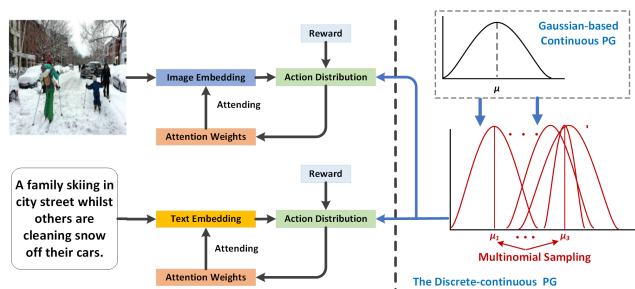 Reward
Image Embedding
Action Distribution
Attending
Attention Weights
A family skiing in
city street whilst
others are
cleaning snow
off their cars.
Reward
Text Embedding
Action Distribution
Attending
Attention Weights
Gaussian-based
Continuous PG
μ
μ1
μ3
Multinomial Sampling
The Discrete-continuous PG